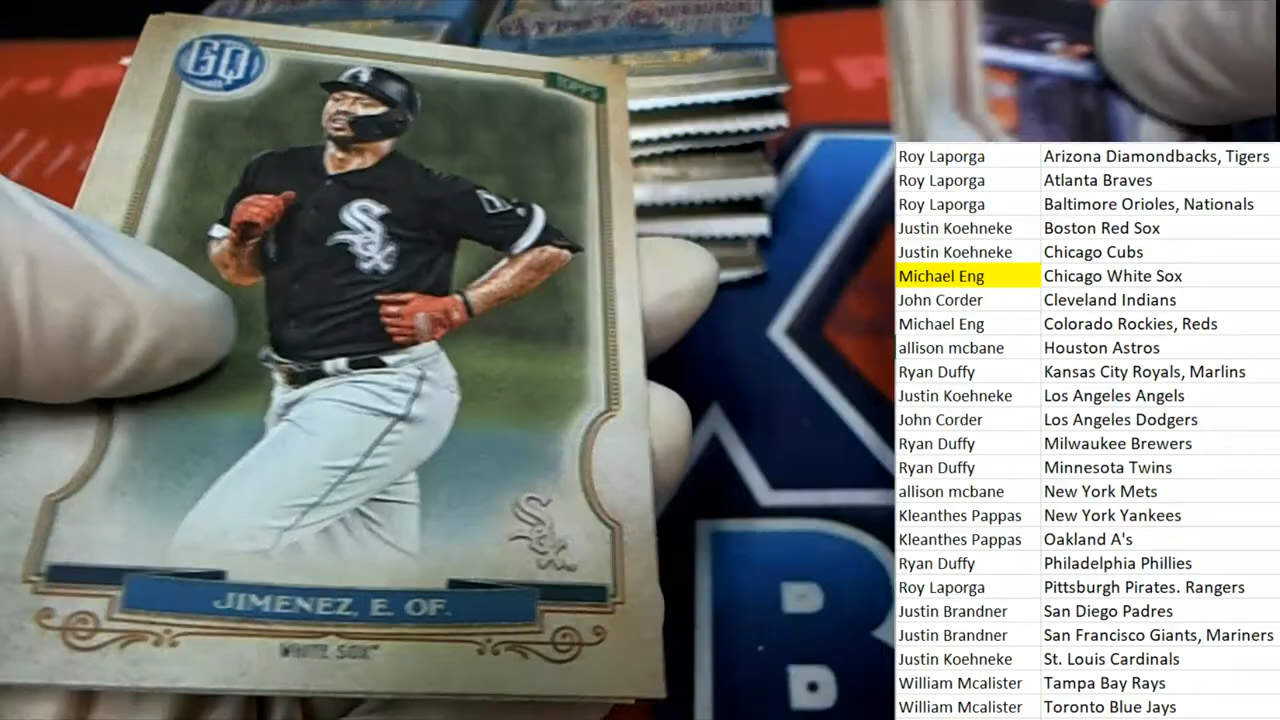 GQ
TOPPS
Sox
Sox
JIMENEZ, E. OF.
WHITE SOX
B
Roy Laporga Arizona Diamondbacks, Tigers
Roy Laporga Atlanta Braves
Roy Laporga Baltimore Orioles, Nationals
Justin Koehneke Boston Red Sox
Justin Koehneke Chicago Cubs
Michael Eng Chicago White Sox
John Corder Cleveland Indians
Michael Eng Colorado Rockies, Reds
allison mcbane Houston Astros
Ryan Duffy Kansas City Royals, Marlins
Justin Koehneke Los Angeles Angels
John Corder Los Angeles Dodgers
Ryan Duffy Milwaukee Brewers
Ryan Duffy Minnesota Twins
allison mcbane New York Mets
Kleanthes Pappas New York Yankees
Kleanthes Pappas Oakland A's
Ryan Duffy Philadelphia Phillies
Roy Laporga Pittsburgh Pirates. Rangers
Justin Brandner San Diego Padres
Justin Brandner San Francisco Giants, Mariners
Justin Koehneke St. Louis Cardinals
William Mcalister Tampa Bay Rays
William Mcalister Toronto Blue Jays